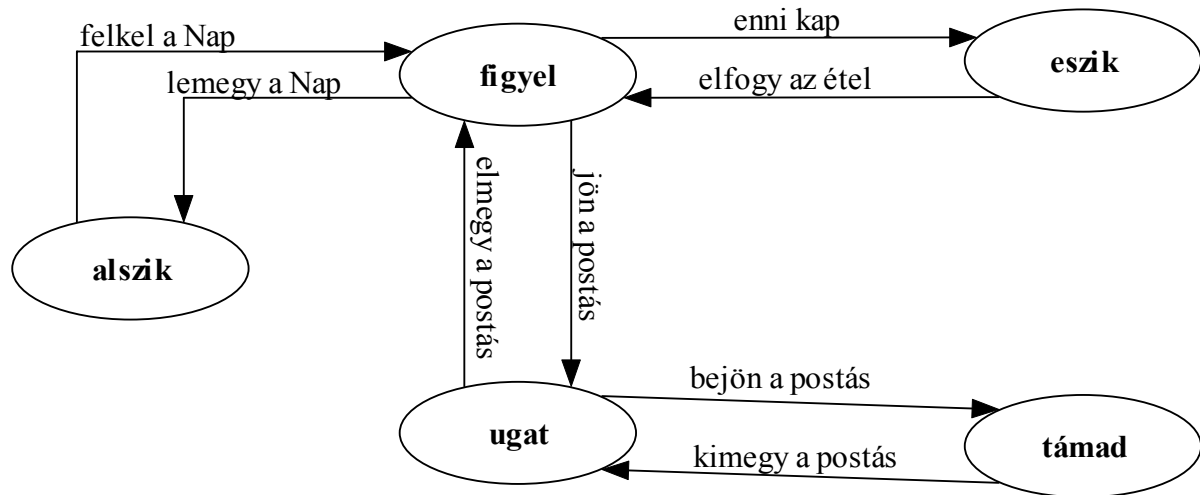 felkel a Nap
enni kap
figyel
eszik
lemegy a Nap
elfogy az étel
elmegy a postás
jön a postás
alszik
bejön a postás
ugat
támad
kimegy a postás